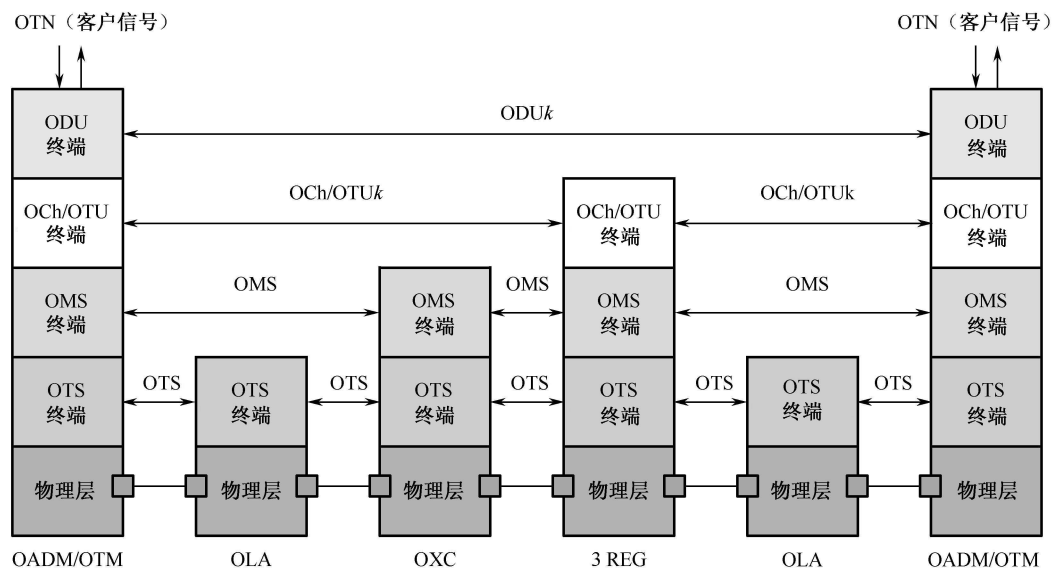 OTN（客户信号）
OTN（客户信号）
ODU
终端
ODUk
ODU
终端
OCh/OTU
终端
OCh/OTUk
OCh/OTU
终端
OCh/OTUk
OCh/OTU
终端
OMS
终端
OMS
OMS
终端
OMS
OMS
终端
OMS
OMS
终端
OTS
终端
OTS
OTS
终端
OTS
OTS
终端
OTS
OTS
终端
OTS
OTS
终端
OTS
OTS
终端
物理层
物理层
物理层
物理层
物理层
物理层
OADM/OTM
OLA
OXC
3 REG
OLA
OADM/OTM